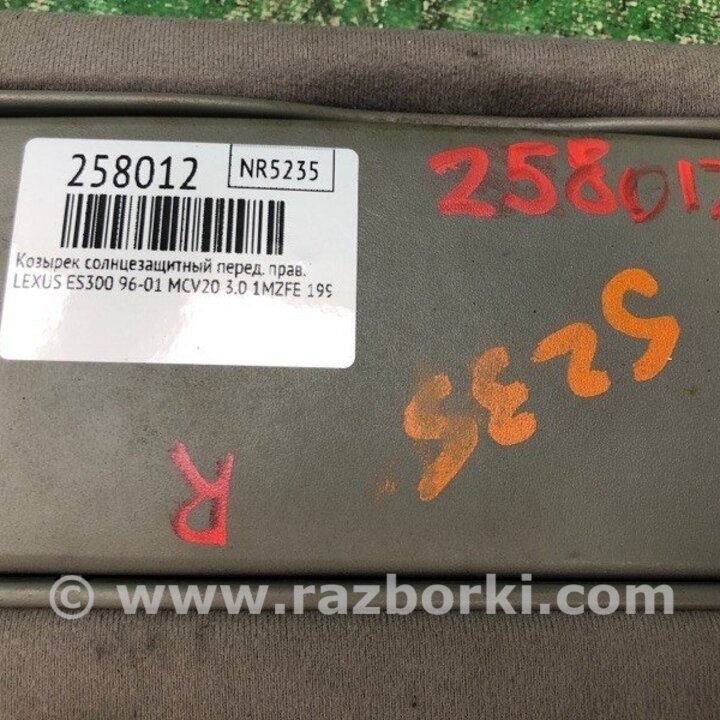 258012
NR5235
258012
Козырек солнцезащитный перед. прав.
LEXUS ES300 96-01 MCV20 3.0 1MZFE 199
5235
R
© www.razborki.com